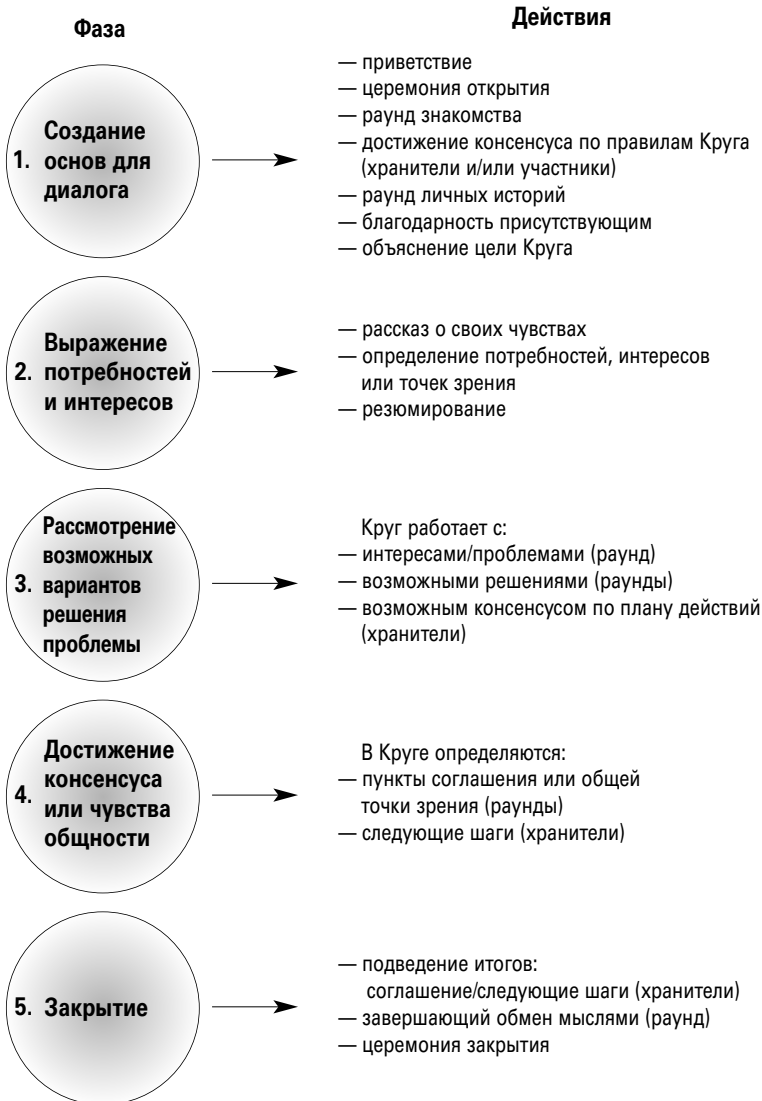 Фаза
Действия
1. Создание
основ для
диалога
— приветствие
— церемония открытия
— раунд знакомства
— достижение консенсуса по правилам Круга
(хранители и/или участники)
— раунд личных историй
— благодарность присутствующим
— объяснение цели Круга
2. Выражение
потребностей
и интересов
— рассказ о своих чувствах
— определение потребностей, интересов
или точек зрения
— резюмирование
3. Рассмотрение
возможных
вариантов
решения
проблемы
Круг работает с:
— интересами/проблемами (раунд)
— возможными решениями (раунды)
— возможным консенсусом по плану действий
(хранители)
4. Достижение
консенсуса
или чувства
общности
В Круге определяются:
— пункты соглашения или общей
точки зрения (раунды)
— следующие шаги (хранители)
5. Закрытие
— подведение итогов:
соглашение/следующие шаги (хранители)
— завершающий обмен мыслями (раунд)
— церемония закрытия